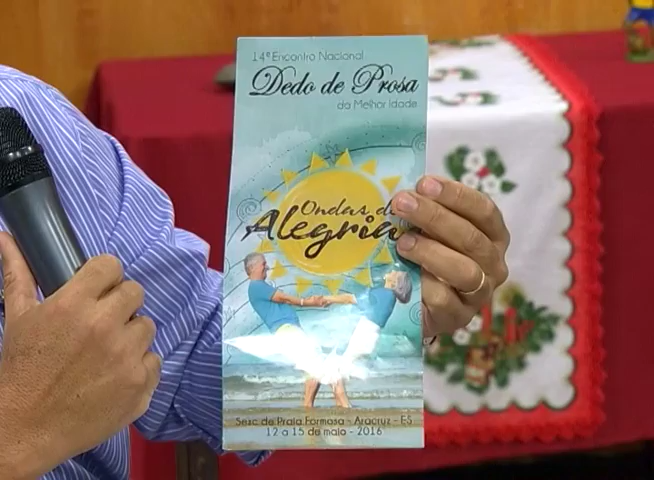 14º Encontro Nacional
Dedo de Prosa
da Melhor Idade
Ondas de
Alegria
Sesc de Praia Formosa - Aracruz - ES
12 a 15 de maio - 2016